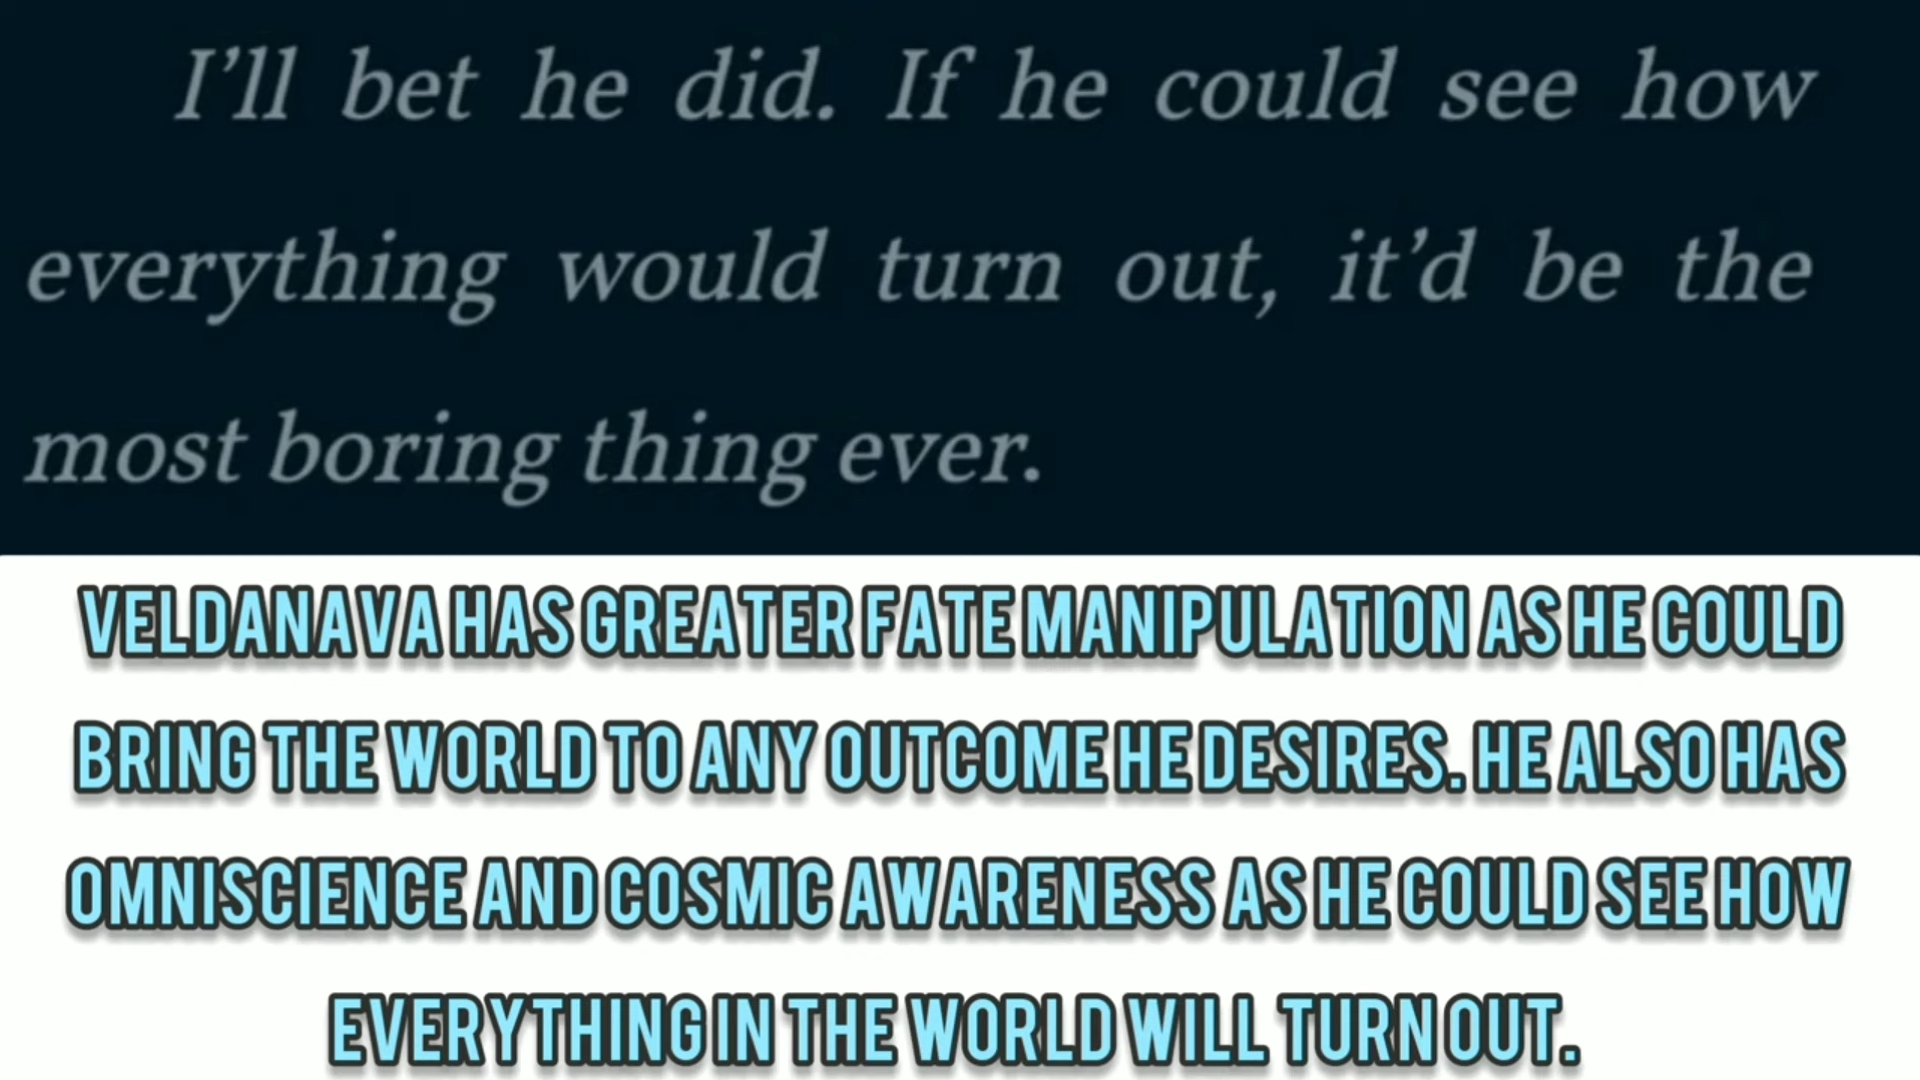 I’ll bet he did. If he could see how
everything would turn out, it’d be the
most boring thing ever.
VELDANAVA HAS GREATER FATE MANIPULATION AS HE COULD
BRING THE WORLD TO ANY OUTCOME HE DESIRES. HE ALSO HAS
OMNISCIENCE AND COSMIC AWARENESS AS HE COULD SEE HOW
EVERYTHING IN THE WORLD WILL TURN OUT.